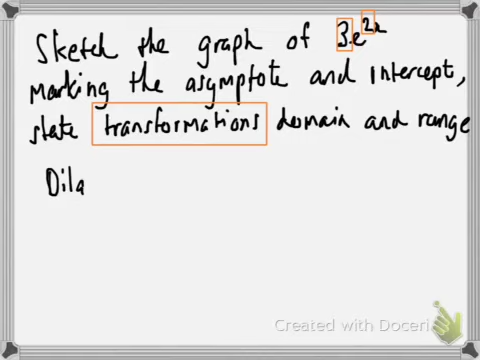 Sketch the graph of 3.e^2x
marking the asymptote and intercept,
state transformations domain and range
Dila
Created with Doceri